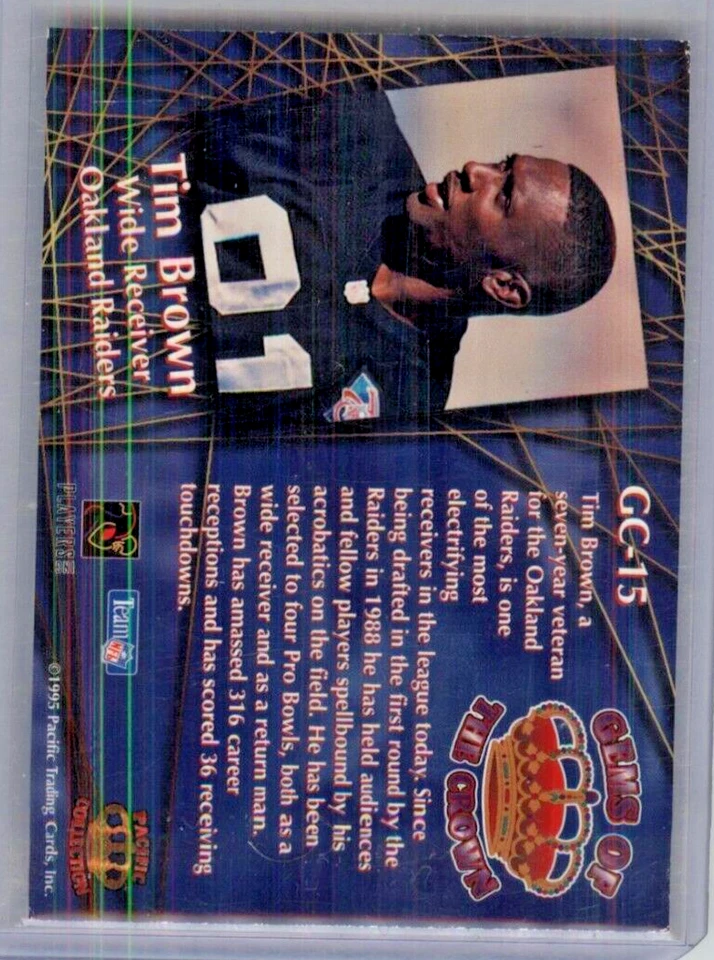 GC-15
GEMS OF
THE CROWN
Tim Brown, a
seven-year veteran
for the Oakland
Raiders, is one
of the most
electrifying
receivers in the league today. Since
being drafted in the first round by the
Raiders in 1988 he has held audiences
and fellow players spellbound by his
acrobatics on the field. He has been
selected to four Pro Bowls, both as a
wide receiver and as a return man.
Brown has amassed 316 career
receptions and has scored 36 receiving
touchdowns.
81
Tim Brown
Wide Receiver
Oakland Raiders
PLAYERS INC
Team
NFL
PACIFIC
COLLECTION
©1995 Pacific Trading Cards, Inc.